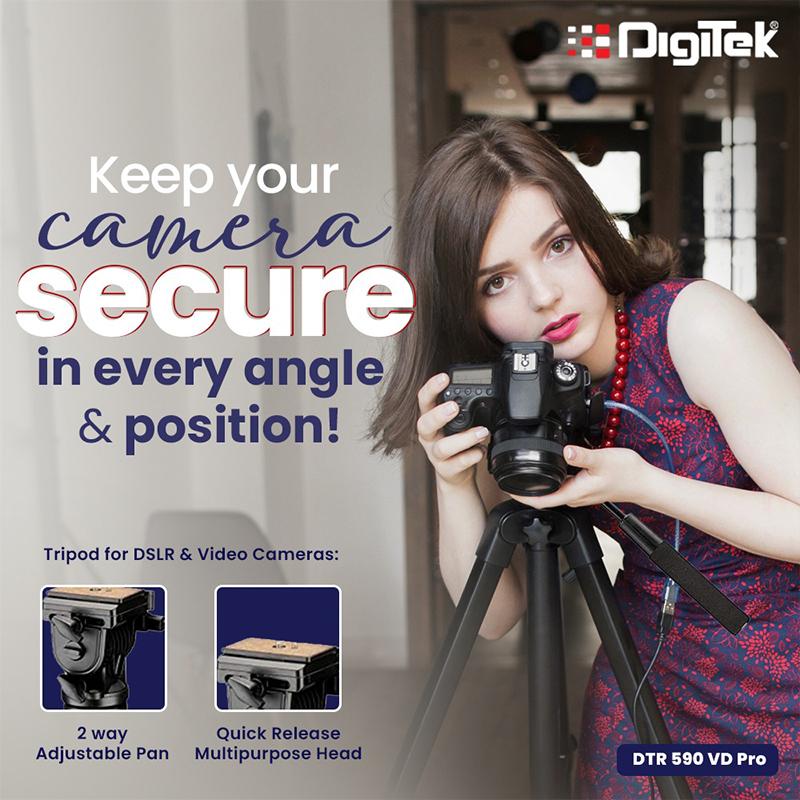 DigiTek®
Keep your
camera
secure
in every angle
& position!
Tripod for DSLR & Video Cameras:
2 way
Adjustable Pan
Quick Release
Multipurpose Head
DTR 590 VD Pro